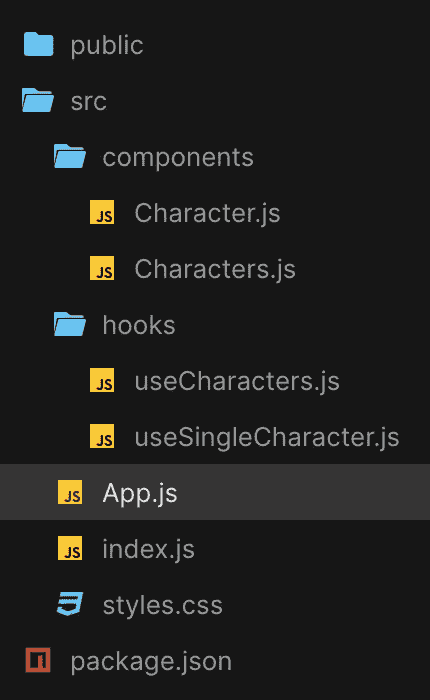 public
src
components
JS Character.js
JS Characters.js
hooks
JS useCharacters.js
JS useSingleCharacter.js
JS App.js
JS index.js
styles.css
package.json